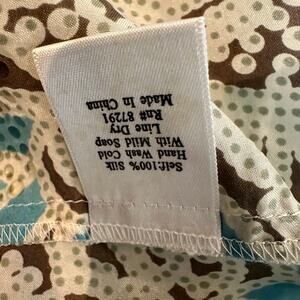 Self:100% Silk
Hand Wash Cold
With Mild Soap
Line Dry
Rn# 87291
Made In China